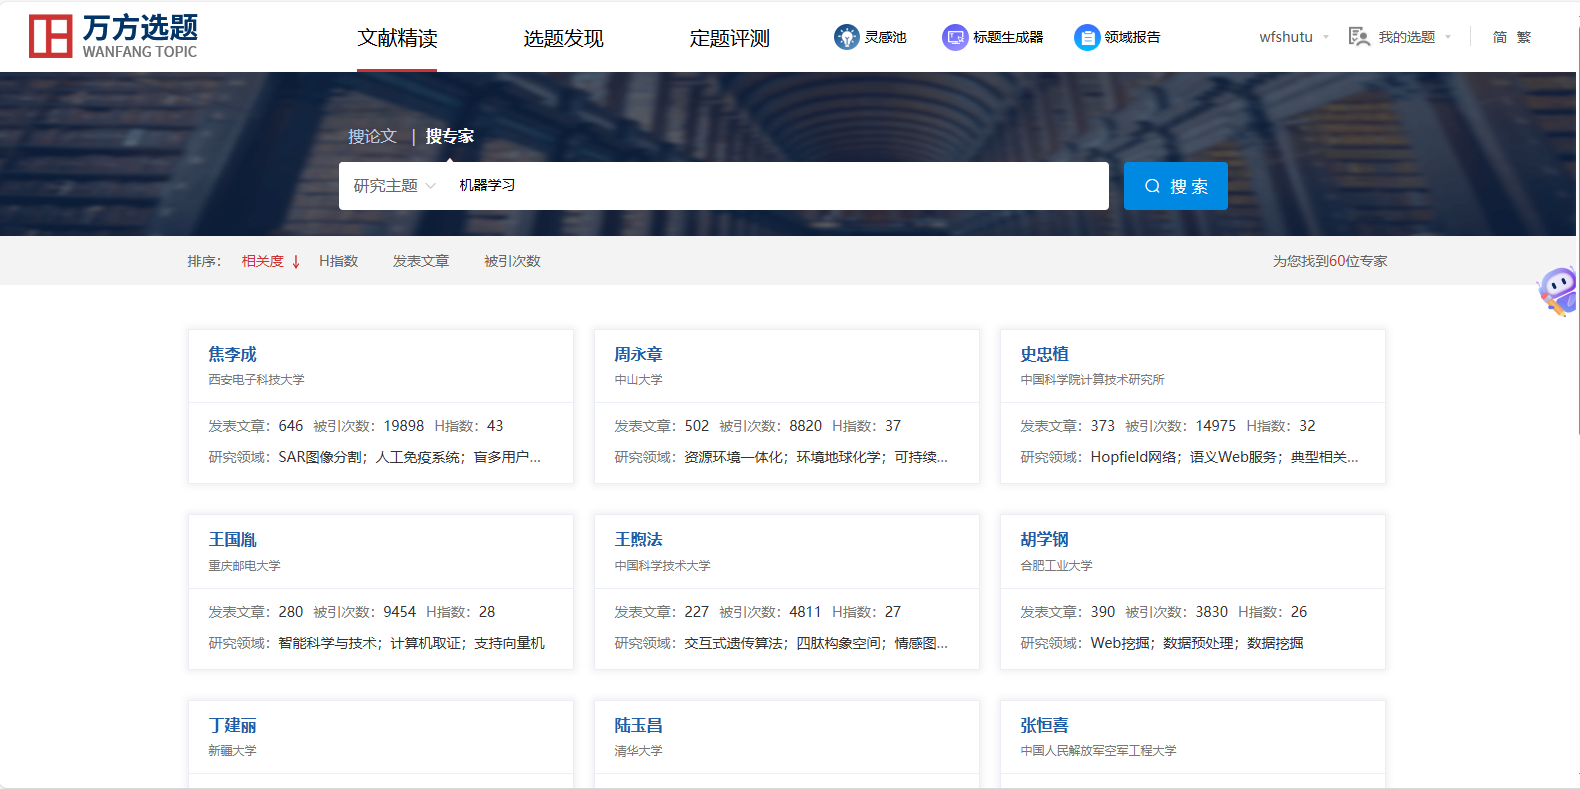 万方选题
WANFANG TOPIC
文献精读 选题发现 定题评测 灵感池 标题生成器 领域报告 wfshutu 我的选题 简 繁
搜论文 | 搜专家
研究主题 机器学习 搜索
排序： 相关度 ↓ H指数 发表文章 被引次数 为您找到60位专家
焦李成
西安电子科技大学
发表文章：646 被引次数：19898 H指数：43
研究领域：SAR图像分割；人工免疫系统；盲多用户...
周永章
中山大学
发表文章：502 被引次数：8820 H指数：37
研究领域：资源环境一体化；环境地球化学；可持续...
史忠植
中国科学院计算技术研究所
发表文章：373 被引次数：14975 H指数：32
研究领域：Hopfield网络；语义Web服务；典型相关...
王国胤
重庆邮电大学
发表文章：280 被引次数：9454 H指数：28
研究领域：智能科学与技术；计算机取证；支持向量机
王煦法
中国科学技术大学
发表文章：227 被引次数：4811 H指数：27
研究领域：交互式遗传算法；四肽构象空间；情感图...
胡学钢
合肥工业大学
发表文章：390 被引次数：3830 H指数：26
研究领域：Web挖掘；数据预处理；数据挖掘
丁建丽
新疆大学
陆玉昌
清华大学
张恒喜
中国人民解放军空军工程大学